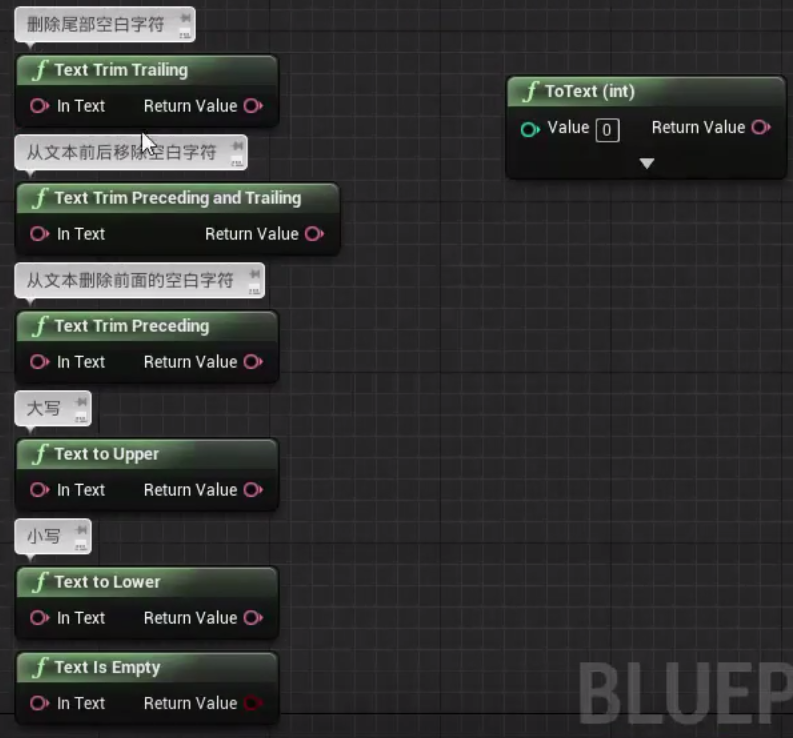 删除尾部空白字符
Text Trim Trailing
In Text Return Value
从文本前后移除空白字符
Text Trim Preceding and Trailing
In Text Return Value
从文本删除前面的空白字符
Text Trim Preceding
In Text Return Value
大写
Text to Upper
In Text Return Value
小写
Text to Lower
In Text Return Value
Text Is Empty
In Text Return Value
ToText (int)
Value 0 Return Value
BLUEP